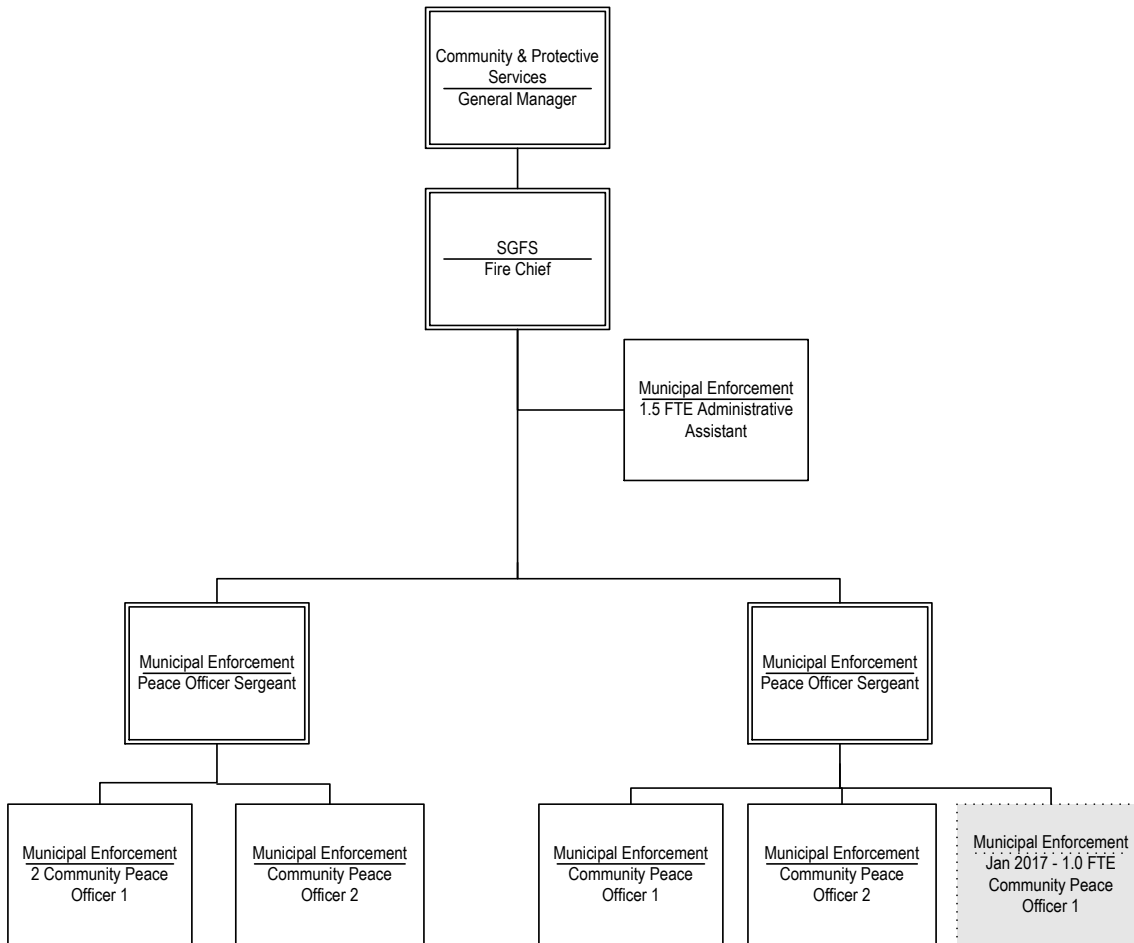 Community & Protective
Services
General Manager
SGFS
Fire Chief
Municipal Enforcement
1.5 FTE Administrative
Assistant
Municipal Enforcement
Peace Officer Sergeant
Municipal Enforcement
Peace Officer Sergeant
Municipal Enforcement
2 Community Peace
Officer 1
Municipal Enforcement
Community Peace
Officer 2
Municipal Enforcement
Community Peace
Officer 1
Municipal Enforcement
Community Peace
Officer 2
Municipal Enforcement
Jan 2017 - 1.0 FTE
Community Peace
Officer 1